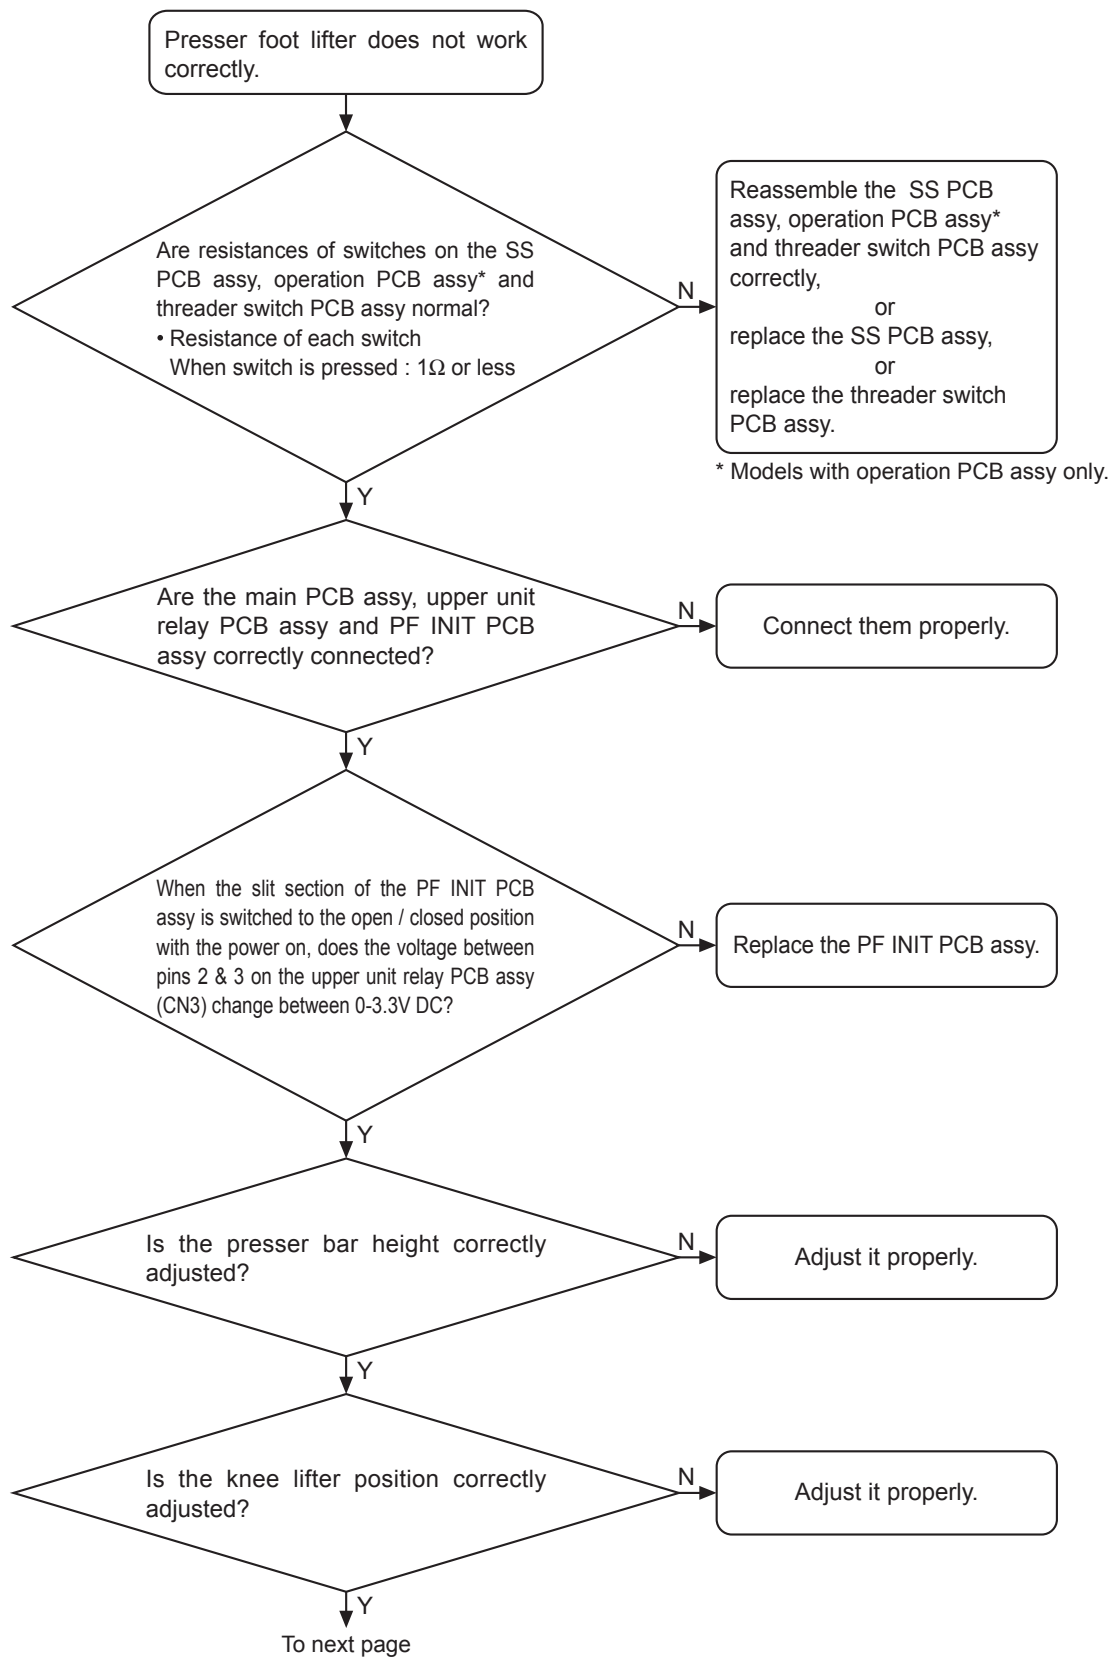 Presser foot lifter does not work
correctly.
Are resistances of switches on the SS
PCB assy, operation PCB assy* and
threader switch PCB assy normal?
• Resistance of each switch
When switch is pressed : 1Ω or less
N
Reassemble the SS PCB
assy, operation PCB assy*
and threader switch PCB assy
correctly,
or
replace the SS PCB assy,
or
replace the threader switch
PCB assy.
* Models with operation PCB assy only.
Y
Are the main PCB assy, upper unit
relay PCB assy and PF INIT PCB
assy correctly connected?
N
Connect them properly.
Y
When the slit section of the PF INIT PCB
assy is switched to the open / closed position
with the power on, does the voltage between
pins 2 & 3 on the upper unit relay PCB assy
(CN3) change between 0-3.3V DC?
N
Replace the PF INIT PCB assy.
Y
Is the presser bar height correctly
adjusted?
N
Adjust it properly.
Y
Is the knee lifter position correctly
adjusted?
N
Adjust it properly.
Y
To next page